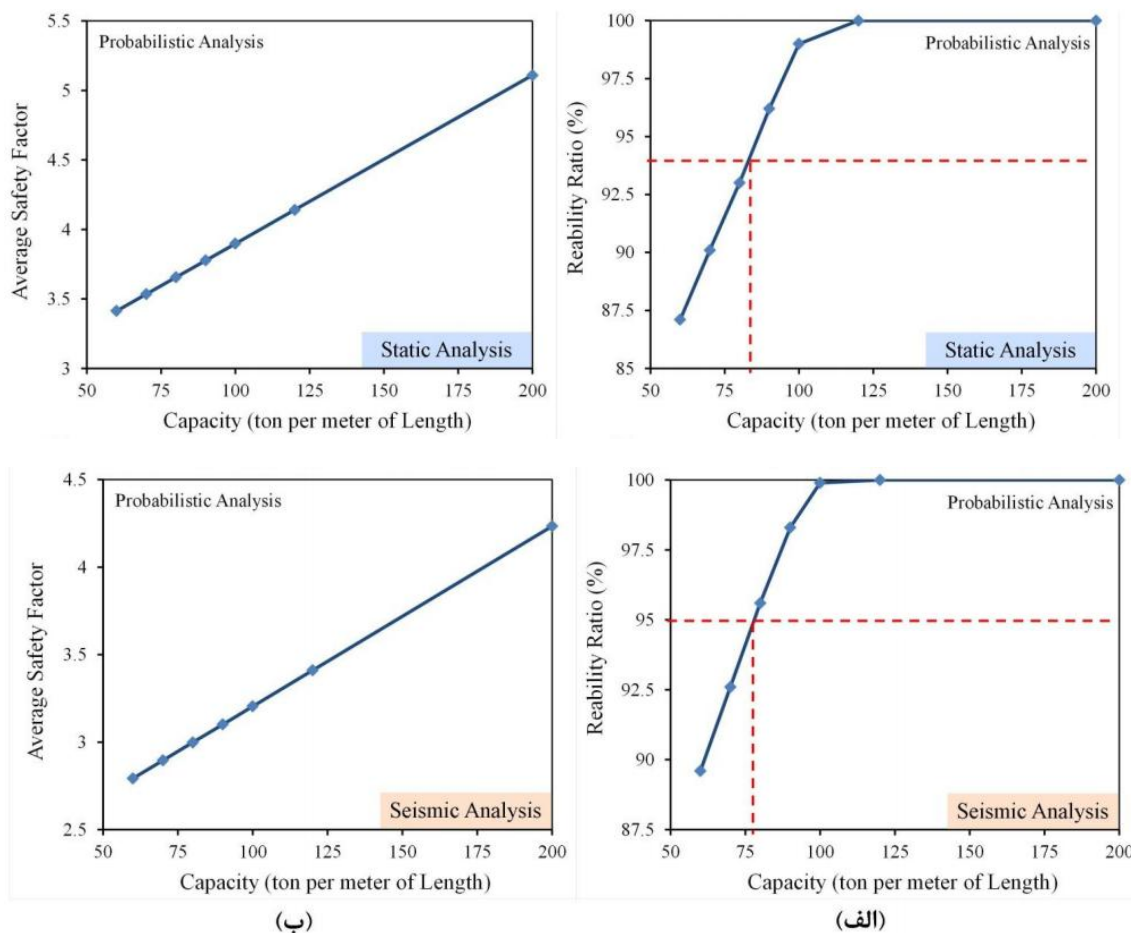 5.5
Probabilistic Analysis
5
4.5
4
3.5
3
Average Safety Factor
Static Analysis
50 75 100 125 150 175 200
Capacity (ton per meter of Length)
100
Probabilistic Analysis
97.5
95
92.5
90
87.5
85
Reability Ratio (%)
Static Analysis
50 75 100 125 150 175 200
Capacity (ton per meter of Length)
4.5
Probabilistic Analysis
4
3.5
3
2.5
Average Safety Factor
Seismic Analysis
50 75 100 125 150 175 200
Capacity (ton per meter of Length)
(ب)
100
Probabilistic Analysis
97.5
95
92.5
90
87.5
Reability Ratio (%)
Seismic Analysis
50 75 100 125 150 175 200
Capacity (ton per meter of Length)
(الف)